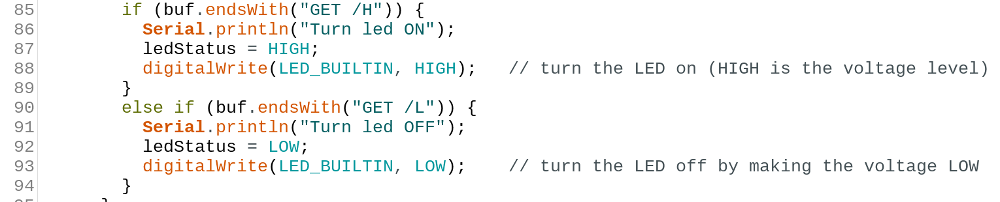 85        if (buf.endsWith("GET /H")) {
86          Serial.println("Turn led ON");
87          ledStatus = HIGH;
88          digitalWrite(LED_BUILTIN, HIGH);   // turn the LED on (HIGH is the voltage level)
89        }
90        else if (buf.endsWith("GET /L")) {
91          Serial.println("Turn led OFF");
92          ledStatus = LOW;
93          digitalWrite(LED_BUILTIN, LOW);    // turn the LED off by making the voltage LOW
94        }